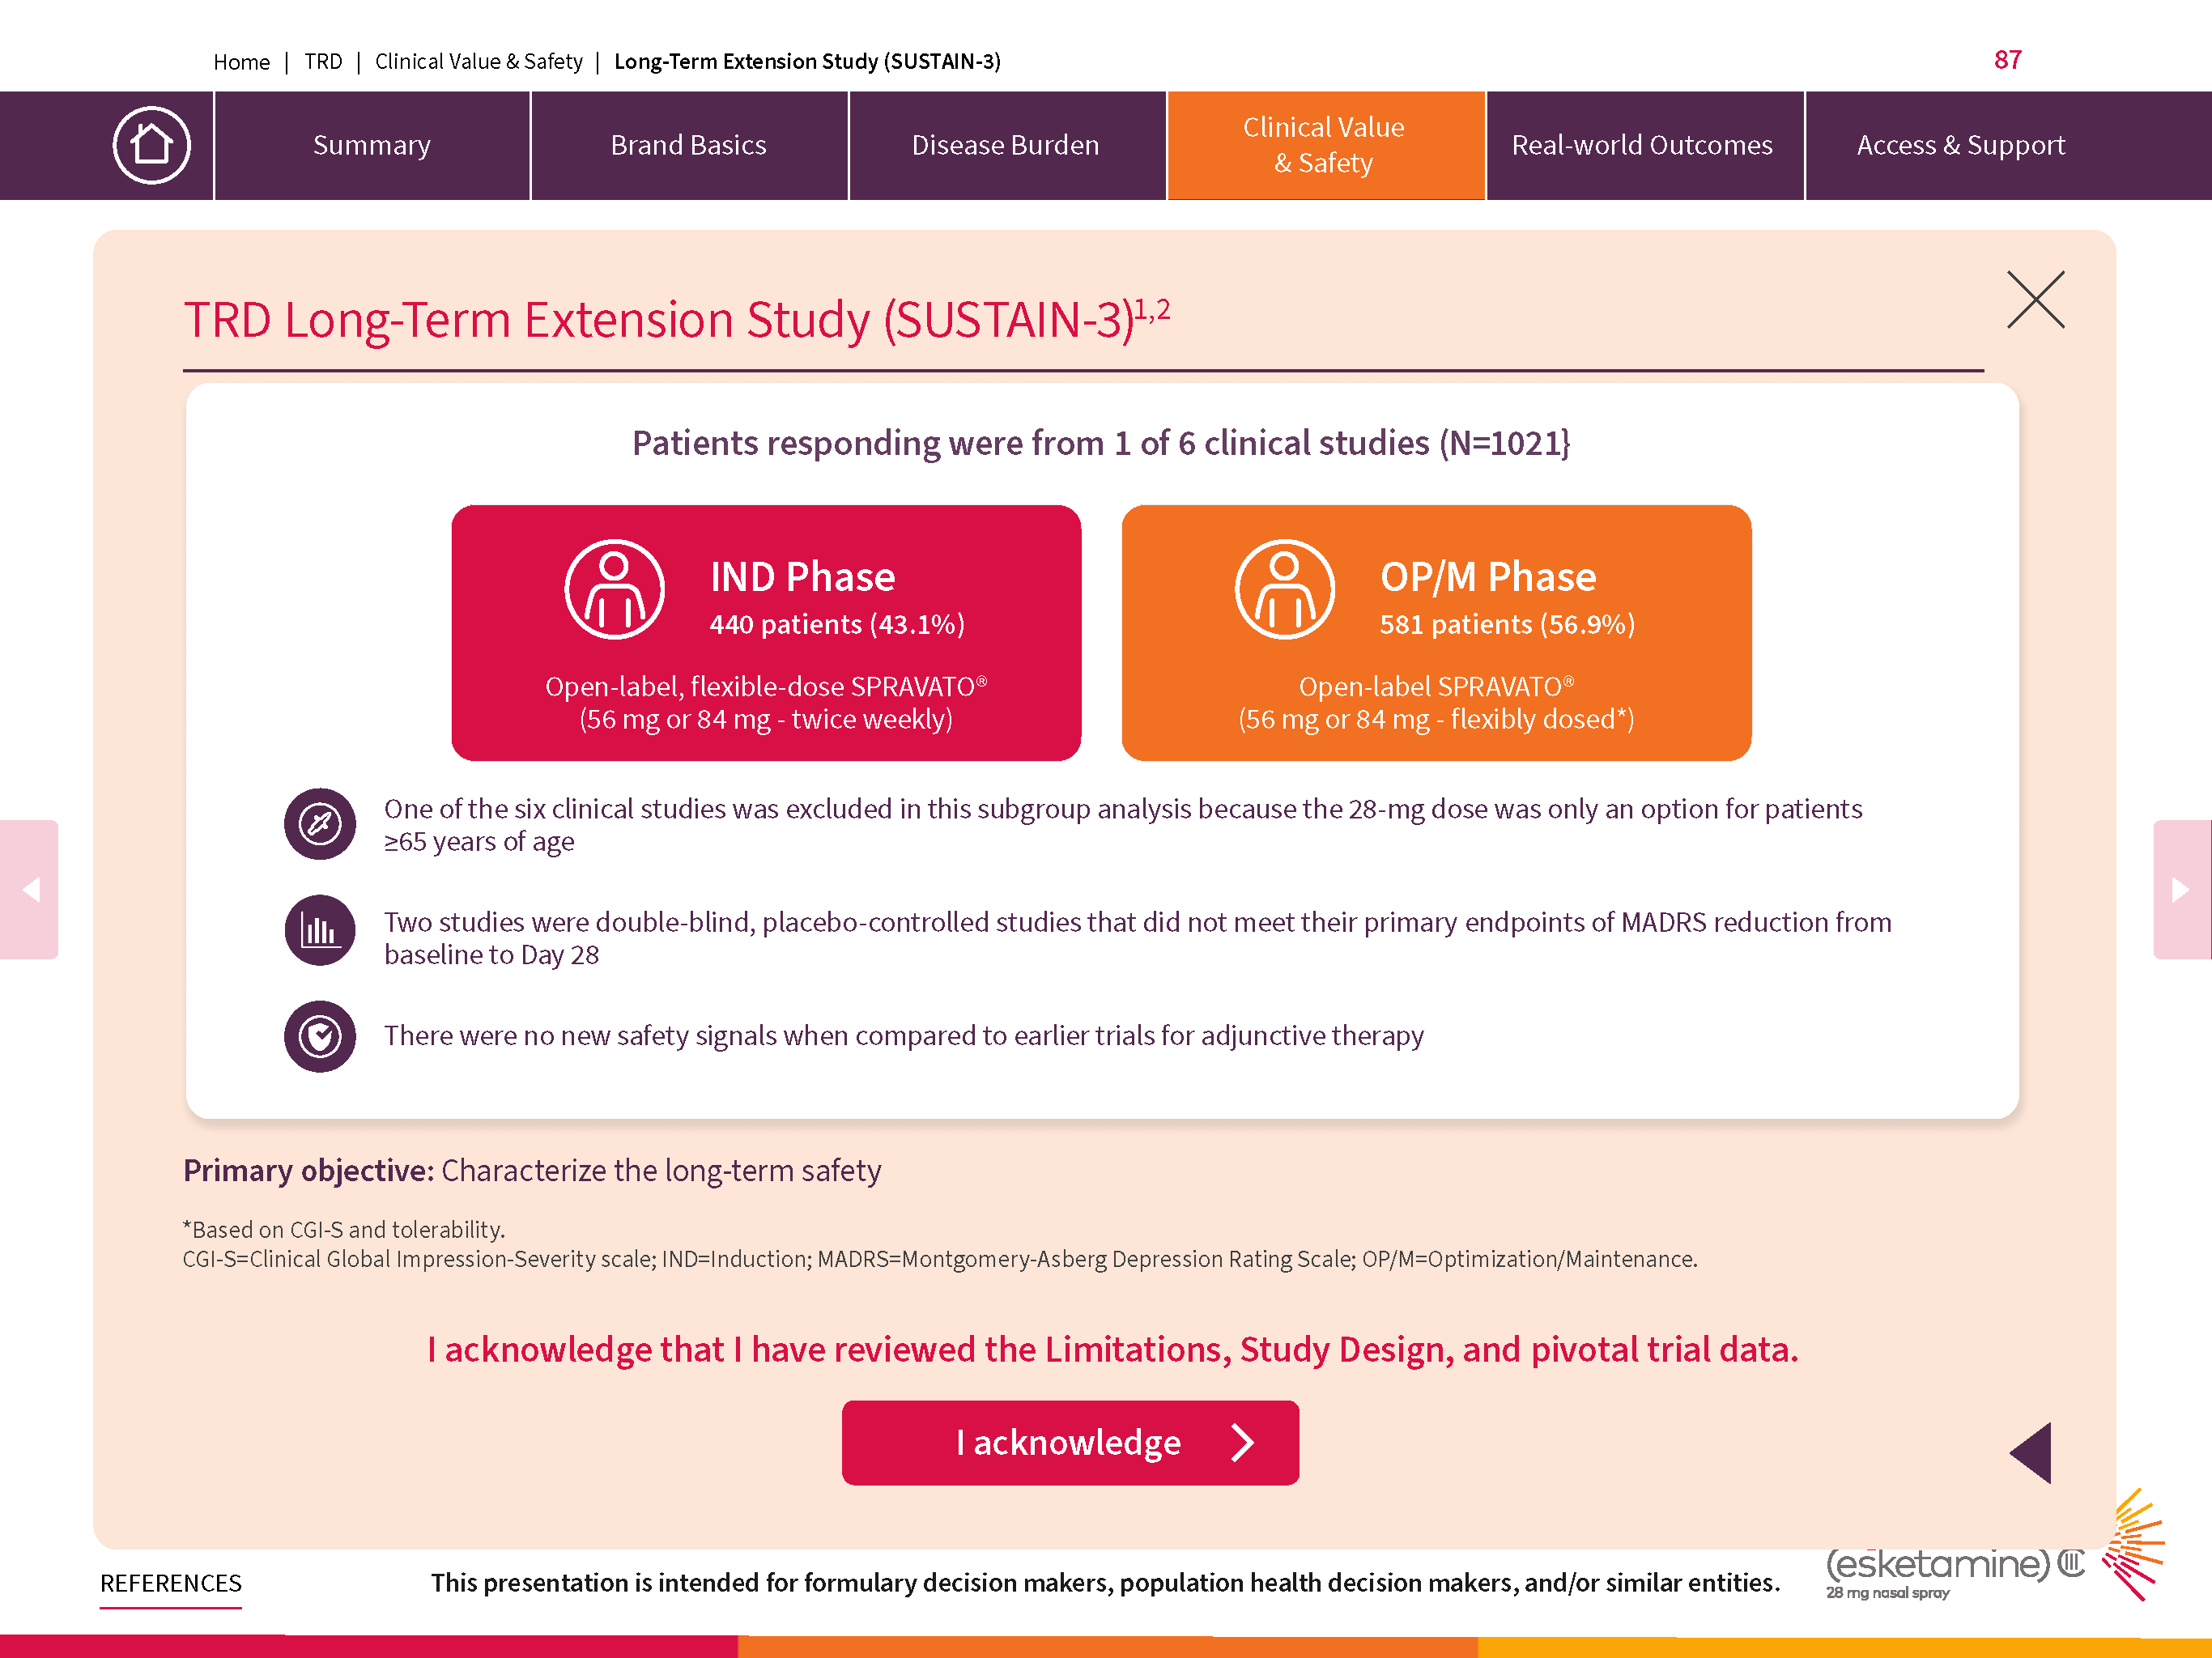 Home | TRD | Clinical Value & Safety | Long-Term Extension Study (SUSTAIN-3)
87
Summary
Brand Basics
Disease Burden
Clinical Value
& Safety
Real-world Outcomes
Access & Support
TRD Long-Term Extension Study (SUSTAIN-3)1,2
Patients responding were from 1 of 6 clinical studies (N=1021}
IND Phase
440 patients (43.1%)
Open-label, flexible-dose SPRAVATO®
(56 mg or 84 mg - twice weekly)
OP/M Phase
581 patients (56.9%)
Open-label SPRAVATO®
(56 mg or 84 mg - flexibly dosed*)
One of the six clinical studies was excluded in this subgroup analysis because the 28-mg dose was only an option for patients
≥65 years of age
Two studies were double-blind, placebo-controlled studies that did not meet their primary endpoints of MADRS reduction from
baseline to Day 28
There were no new safety signals when compared to earlier trials for adjunctive therapy
Primary objective: Characterize the long-term safety
*Based on CGI-S and tolerability.
CGI-S=Clinical Global Impression-Severity scale; IND=Induction; MADRS=Montgomery-Asberg Depression Rating Scale; OP/M=Optimization/Maintenance.
I acknowledge that I have reviewed the Limitations, Study Design, and pivotal trial data.
I acknowledge
REFERENCES
This presentation is intended for formulary decision makers, population health decision makers, and/or similar entities.
(esketamine) CIII
28 mg nasal spray